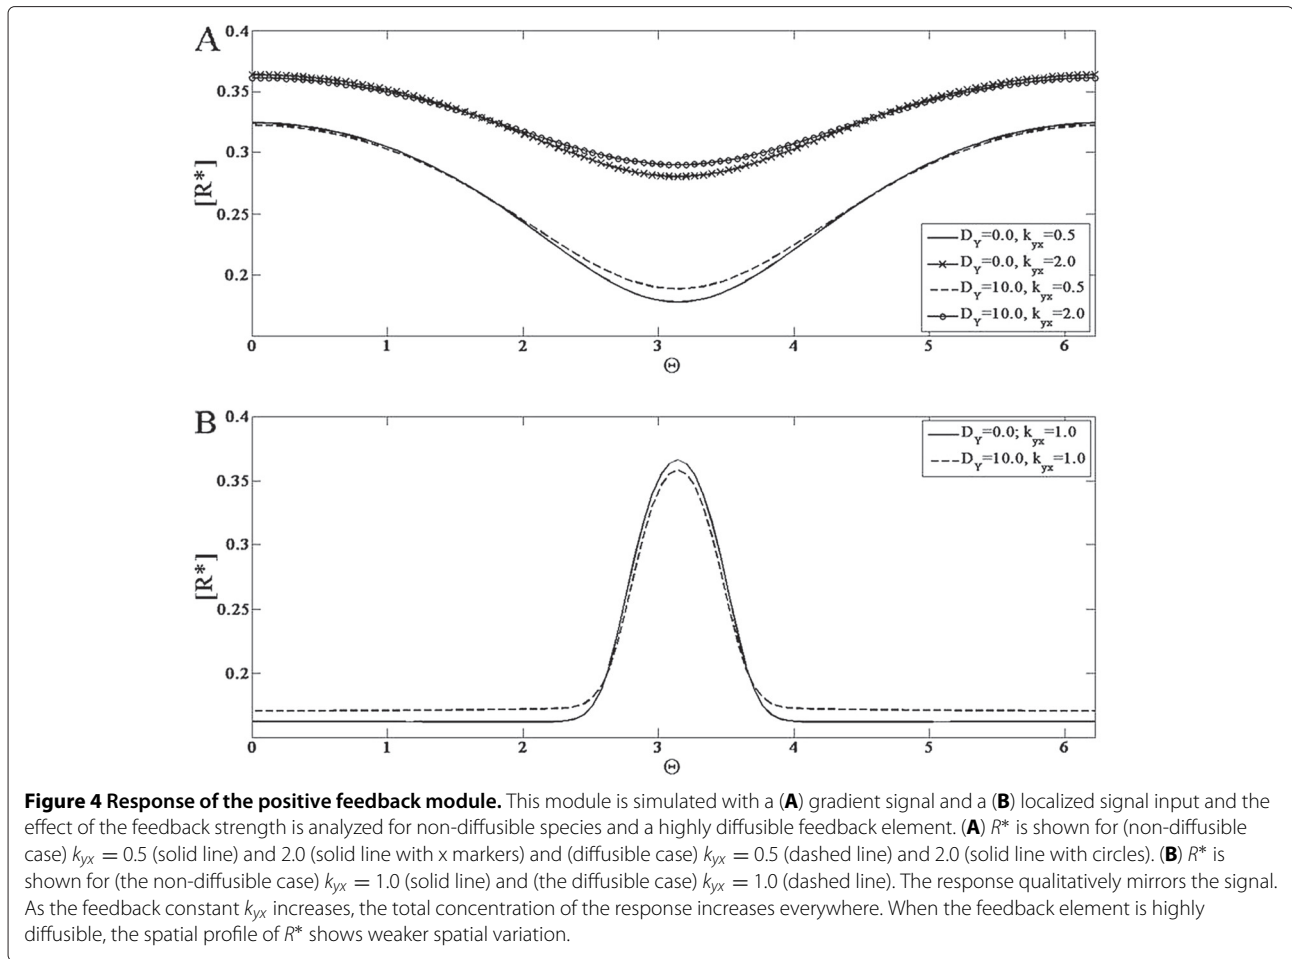 A
0.4
0.35
0.3
0.25
0.2
[R*]
D_Y=0.0, k_yx=0.5
D_Y=0.0, k_yx=2.0
D_Y=10.0, k_yx=0.5
D_Y=10.0, k_yx=2.0
0 1 2 3 4 5 6
Θ
B
0.4
0.35
0.3
0.25
0.2
[R*]
D_Y=0.0; k_yx=1.0
D_Y=10.0, k_yx=1.0
0 1 2 3 4 5 6
Θ
Figure 4 Response of the positive feedback module. This module is simulated with a (A) gradient signal and a (B) localized signal input and the
effect of the feedback strength is analyzed for non-diffusible species and a highly diffusible feedback element. (A) R* is shown for (non-diffusible
case) k_yx = 0.5 (solid line) and 2.0 (solid line with x markers) and (diffusible case) k_yx = 0.5 (dashed line) and 2.0 (solid line with circles). (B) R* is
shown for (the non-diffusible case) k_yx = 1.0 (solid line) and (the diffusible case) k_yx = 1.0 (dashed line). The response qualitatively mirrors the signal.
As the feedback constant k_yx increases, the total concentration of the response increases everywhere. When the feedback element is highly
diffusible, the spatial profile of R* shows weaker spatial variation.